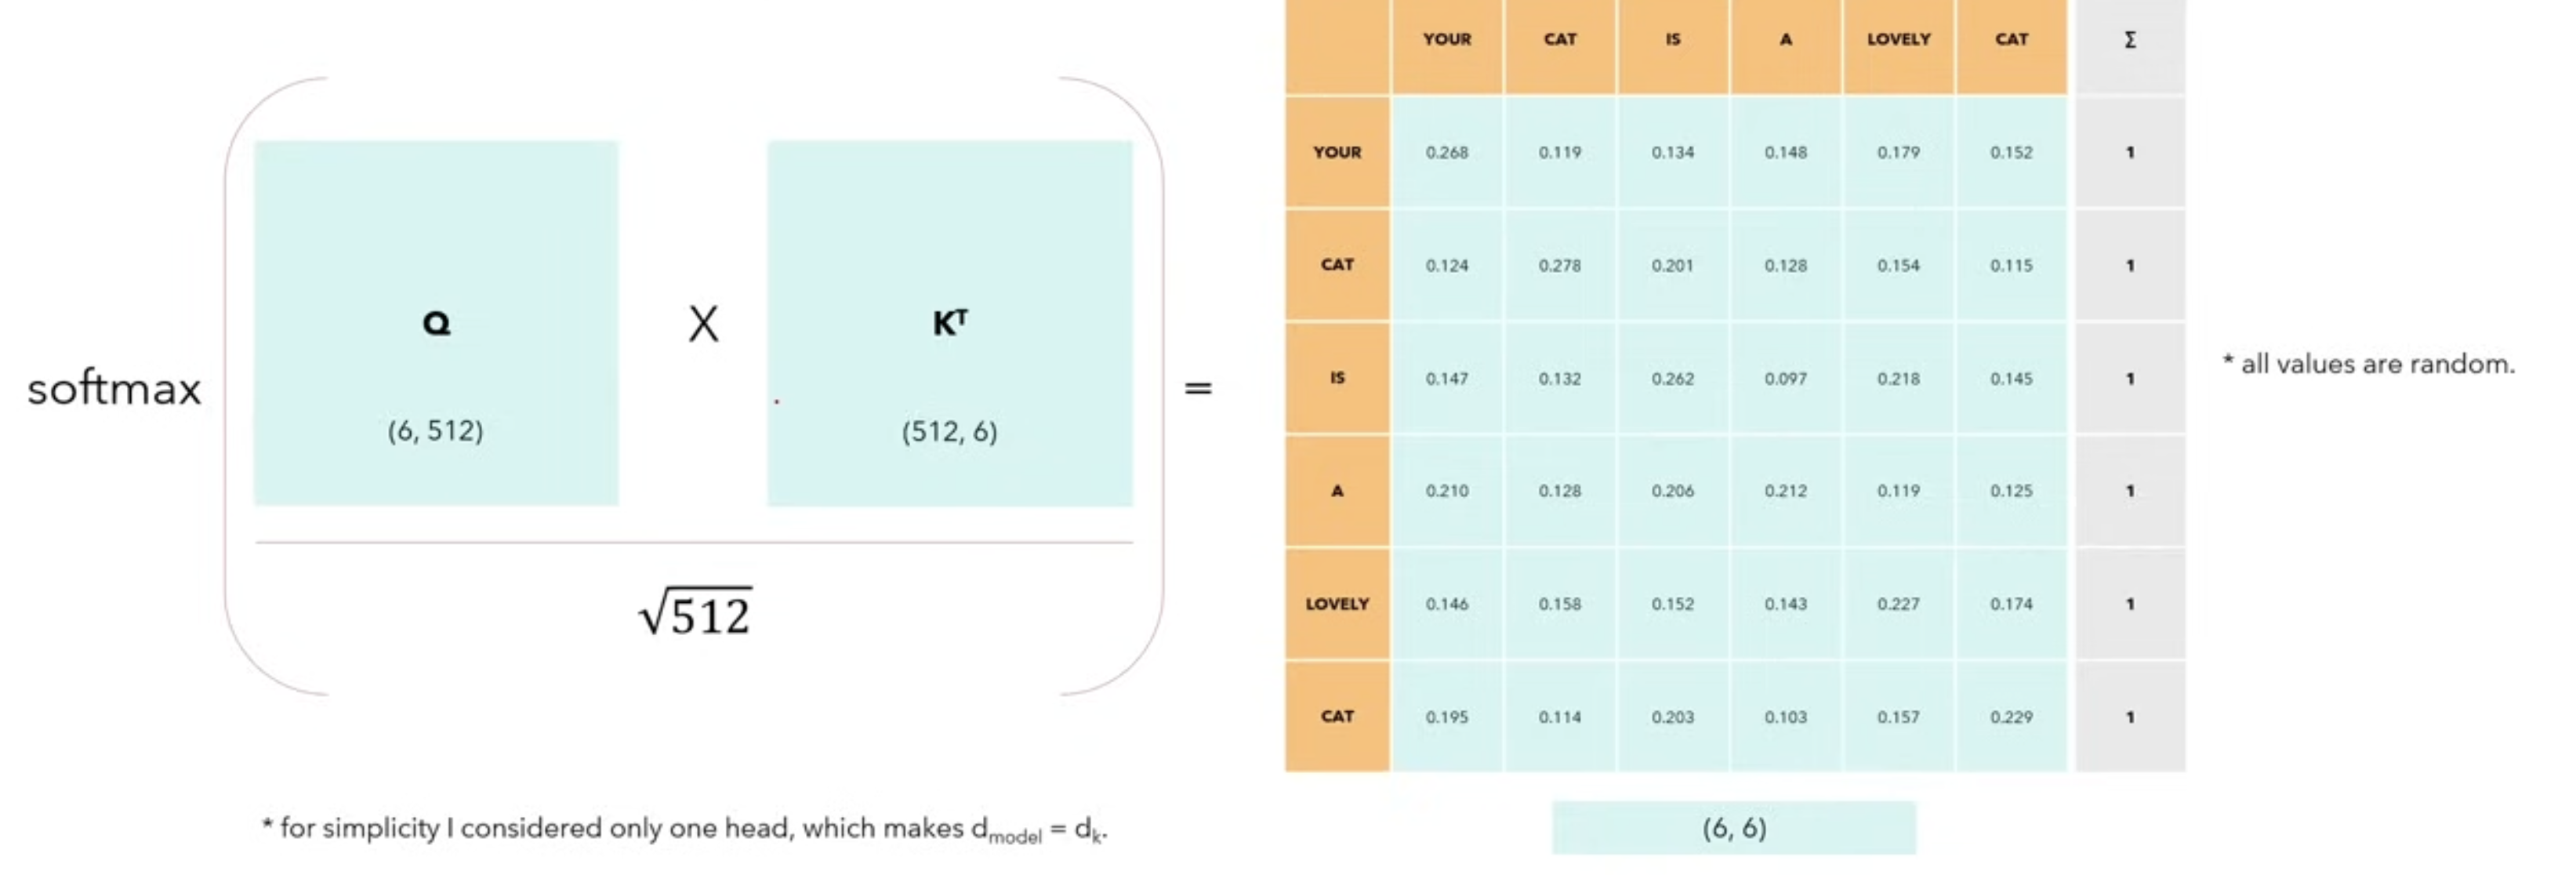 YOUR CAT IS A LOVELY CAT Σ
YOUR 0.268 0.119 0.134 0.148 0.179 0.152 1
CAT 0.124 0.278 0.201 0.128 0.154 0.115 1
IS 0.147 0.132 0.262 0.097 0.218 0.145 1
A 0.210 0.128 0.206 0.212 0.119 0.125 1
LOVELY 0.146 0.158 0.152 0.143 0.227 0.174 1
CAT 0.195 0.114 0.203 0.103 0.157 0.229 1
(6, 6)
softmax
Q X Kᵀ
(6, 512) (512, 6)
√512
=
* all values are random.
* for simplicity I considered only one head, which makes d_model = d_k.